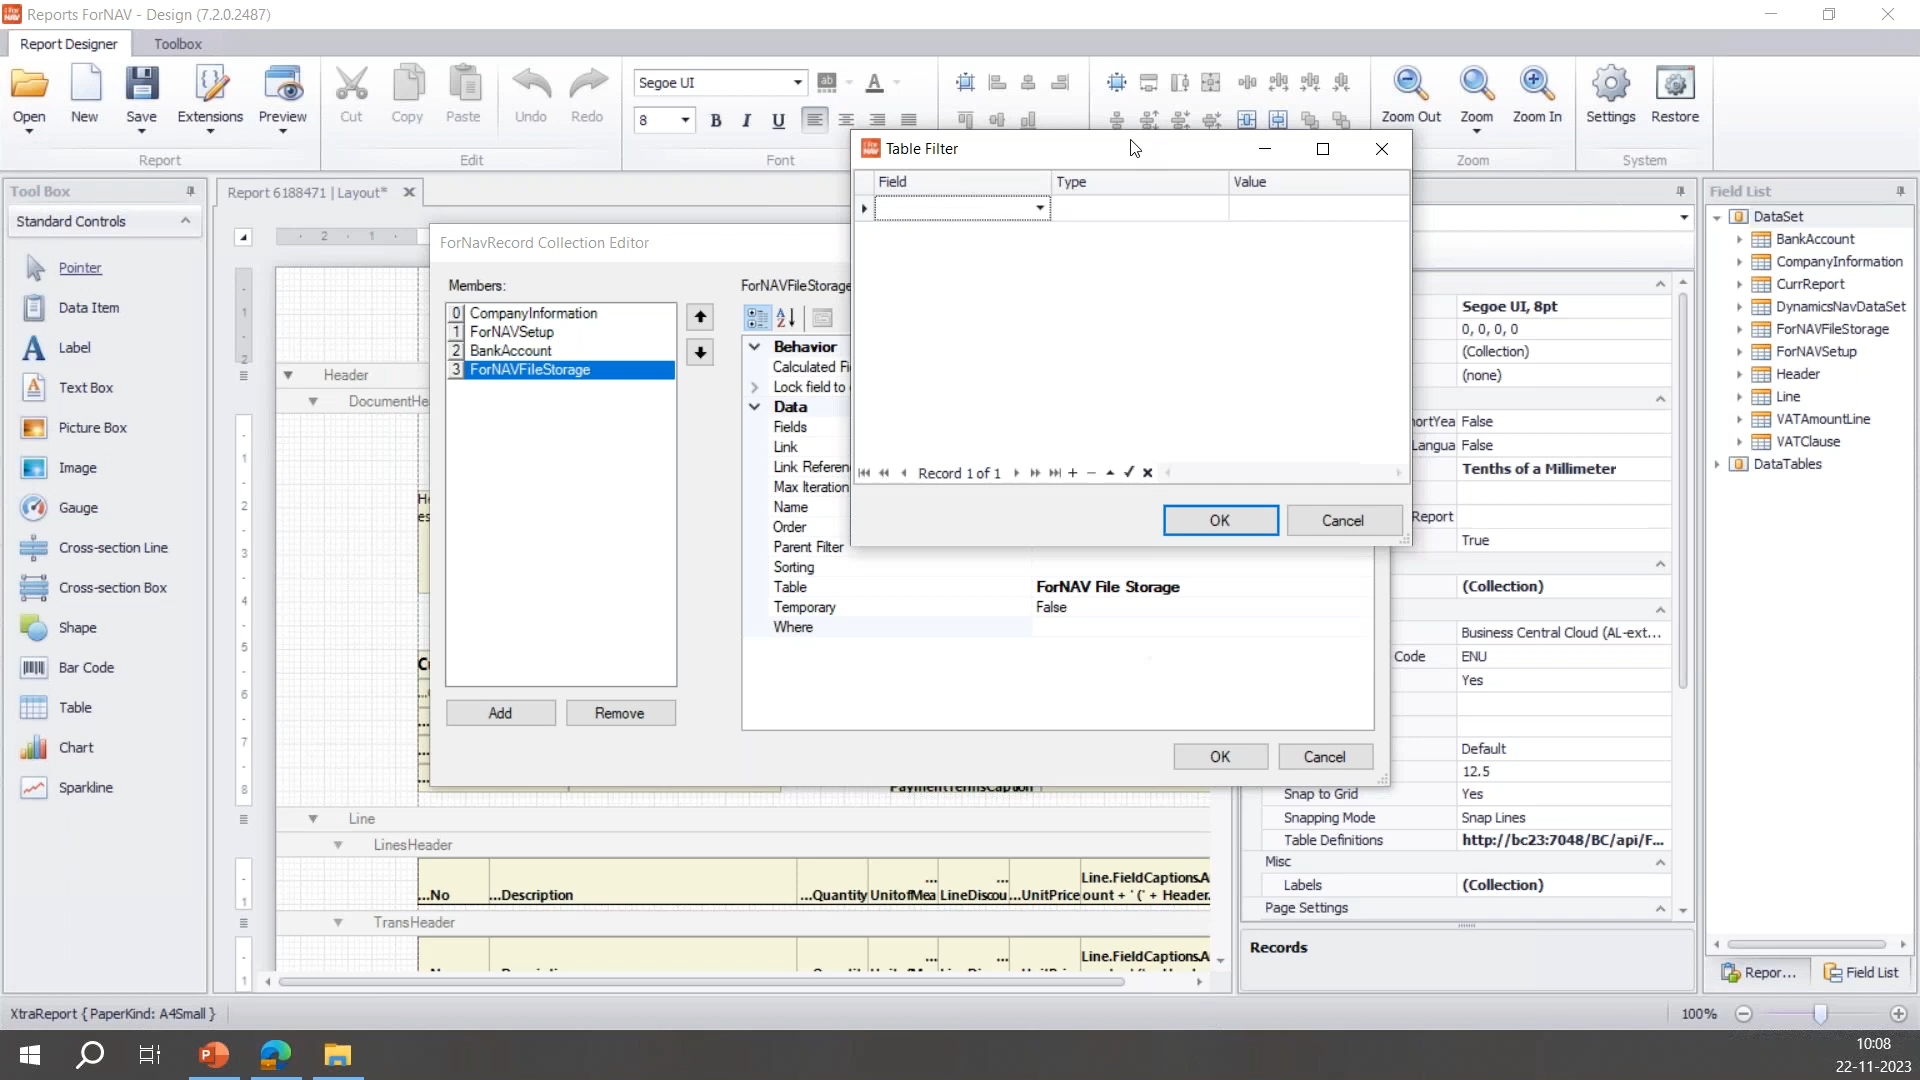 Reports ForNAV - Design (7.2.0.2487)
Report Designer
Toolbox
Open
New
Save
Extensions
Preview
Cut
Copy
Paste
Undo
Redo
Segoe UI
8
B I U
Zoom Out
Zoom
Zoom In
Settings
Restore
Report
Edit
Font
Zoom
System
Tool Box
Standard Controls
Pointer
Data Item
Label
Text Box
Picture Box
Image
Gauge
Cross-section Line
Cross-section Box
Shape
Bar Code
Table
Chart
Sparkline
Report 6188471 | Layout*
2 · 1
Header
DocumentHe
Line
LinesHeader
...No
...Description
...Quantity
UnitofMea
LineDiscou
...UnitPrice
Line.FieldCaptions.A
ount + ' (' + Header.
TransHeader
Line.FieldCaptions.A
ForNavRecord Collection Editor
Members:
0 CompanyInformation
1 ForNAVSetup
2 BankAccount
3 ForNAVFileStorage
Add
Remove
ForNAVFileStorage
Behavior
Calculated Fi
Lock field to
Data
Fields
Link
Link Referen
Max Iteration
Name
Order
Parent Filter
Sorting
Table ForNAV File Storage
Temporary False
Where
OK
Cancel
Table Filter
Field
Type
Value
Record 1 of 1
OK
Cancel
Segoe UI, 8pt
0, 0, 0, 0
(Collection)
(none)
ortYea False
Langua False
Tenths of a Millimeter
Report
True
(Collection)
Business Central Cloud (AL-ext...
Code ENU
Yes
Default
12.5
Snap to Grid Yes
Snapping Mode Snap Lines
Table Definitions http://bc23:7048/BC/api/F...
Misc
Labels (Collection)
Page Settings
Records
Field List
DataSet
BankAccount
CompanyInformation
CurrReport
DynamicsNavDataSet
ForNAVFileStorage
ForNAVSetup
Header
Line
VATAmountLine
VATClause
DataTables
Repor...
Field List
XtraReport { PaperKind: A4Small }
100%
10:08
22-11-2023